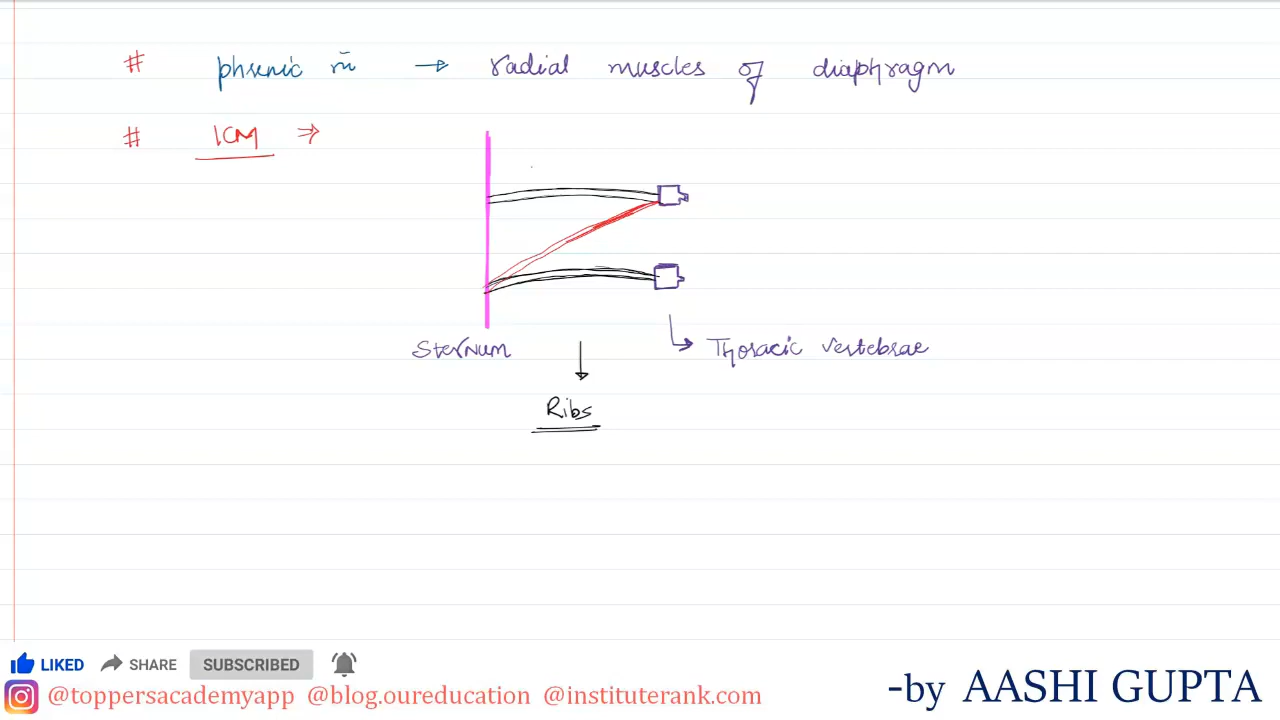 # phrenic m̄ → radial muscles of diaphragm
# ICM ⇒
Sternum
Thoracic vertebrae
Ribs
LIKED SHARE SUBSCRIBED
@toppersacademyapp @blog.oureducation @instituterank.com
-by AASHI GUPTA